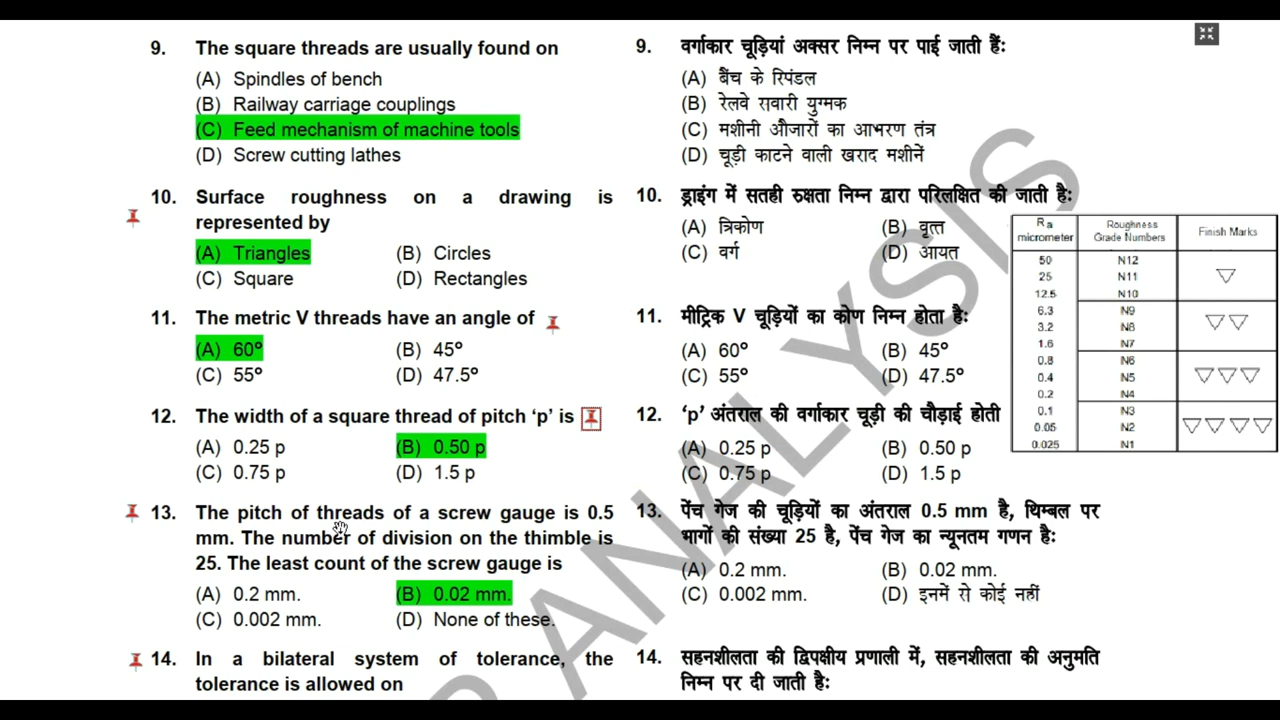 9. The square threads are usually found on
(A) Spindles of bench
(B) Railway carriage couplings
(C) Feed mechanism of machine tools
(D) Screw cutting lathes
10. Surface roughness on a drawing is
represented by
(A) Triangles (B) Circles
(C) Square (D) Rectangles
11. The metric V threads have an angle of
(A) 60º (B) 45º
(C) 55º (D) 47.5º
12. The width of a square thread of pitch ‘p’ is
(A) 0.25 p (B) 0.50 p
(C) 0.75 p (D) 1.5 p
13. The pitch of threads of a screw gauge is 0.5
mm. The number of division on the thimble is
25. The least count of the screw gauge is
(A) 0.2 mm. (B) 0.02 mm.
(C) 0.002 mm. (D) None of these.
14. In a bilateral system of tolerance, the
tolerance is allowed on
9. वर्गाकार चूड़ियां अक्सर निम्न पर पाई जाती हैं:
(A) बैंच के स्पिंडल
(B) रेलवे सवारी युग्मक
(C) मशीनी औजारों का आभरण तंत्र
(D) चूड़ी काटने वाली खराद मशीनें
10. ड्राइंग में सतही रुक्षता निम्न द्वारा परिलक्षित की जाती है:
(A) त्रिकोण (B) वृत्त
(C) वर्ग (D) आयत
11. मीट्रिक V चूड़ियों का कोण निम्न होता है:
(A) 60º (B) 45º
(C) 55º (D) 47.5º
12. ‘p’ अंतराल की वर्गाकार चूड़ी की चौड़ाई होती
(A) 0.25 p (B) 0.50 p
(C) 0.75 p (D) 1.5 p
13. पेंच गेज की चूड़ियों का अंतराल 0.5 mm है, थिम्बल पर
भागों की संख्या 25 है, पेंच गेज का न्यूनतम गणन है:
(A) 0.2 mm. (B) 0.02 mm.
(C) 0.002 mm. (D) इनमें से कोई नहीं
14. सहनशीलता की द्विपक्षीय प्रणाली में, सहनशीलता की अनुमति
निम्न पर दी जाती है:
Ra micrometer Roughness Grade Numbers Finish Marks
50 N12
25 N11
12.5 N10
6.3 N9
3.2 N8
1.6 N7
0.8 N6
0.4 N5
0.2 N4
0.1 N3
0.05 N2
0.025 N1
ANALYSIS